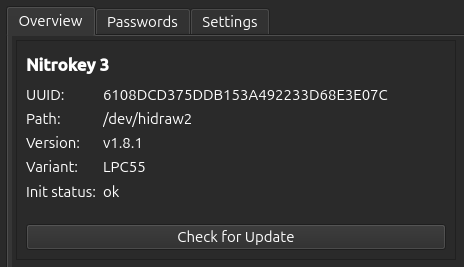 Overview Passwords Settings
Nitrokey 3
UUID: 6108DCD375DDB153A492233D68E3E07C
Path: /dev/hidraw2
Version: v1.8.1
Variant: LPC55
Init status: ok
Check for Update